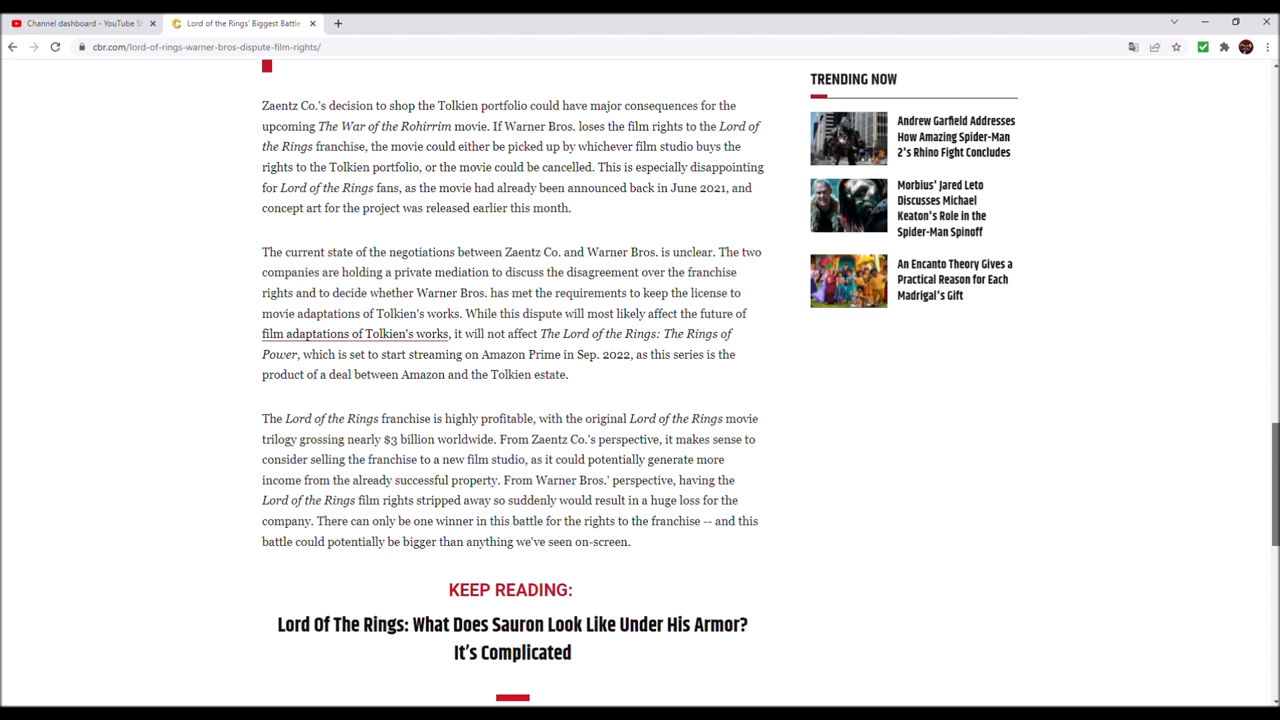 Channel dashboard - YouTube St
Lord of the Rings' Biggest Battle
cbr.com/lord-of-rings-warner-bros-dispute-film-rights/
Zaentz Co.'s decision to shop the Tolkien portfolio could have major consequences for the
upcoming The War of the Rohirrim movie. If Warner Bros. loses the film rights to the Lord of
the Rings franchise, the movie could either be picked up by whichever film studio buys the
rights to the Tolkien portfolio, or the movie could be cancelled. This is especially disappointing
for Lord of the Rings fans, as the movie had already been announced back in June 2021, and
concept art for the project was released earlier this month.
The current state of the negotiations between Zaentz Co. and Warner Bros. is unclear. The two
companies are holding a private mediation to discuss the disagreement over the franchise
rights and to decide whether Warner Bros. has met the requirements to keep the license to
movie adaptations of Tolkien's works. While this dispute will most likely affect the future of
film adaptations of Tolkien's works, it will not affect The Lord of the Rings: The Rings of
Power, which is set to start streaming on Amazon Prime in Sep. 2022, as this series is the
product of a deal between Amazon and the Tolkien estate.
The Lord of the Rings franchise is highly profitable, with the original Lord of the Rings movie
trilogy grossing nearly $3 billion worldwide. From Zaentz Co.'s perspective, it makes sense to
consider selling the franchise to a new film studio, as it could potentially generate more
income from the already successful property. From Warner Bros.' perspective, having the
Lord of the Rings film rights stripped away so suddenly would result in a huge loss for the
company. There can only be one winner in this battle for the rights to the franchise -- and this
battle could potentially be bigger than anything we've seen on-screen.
KEEP READING:
Lord Of The Rings: What Does Sauron Look Like Under His Armor?
It's Complicated
TRENDING NOW
Andrew Garfield Addresses
How Amazing Spider-Man
2's Rhino Fight Concludes
Morbius' Jared Leto
Discusses Michael
Keaton's Role in the
Spider-Man Spinoff
An Encanto Theory Gives a
Practical Reason for Each
Madrigal's Gift